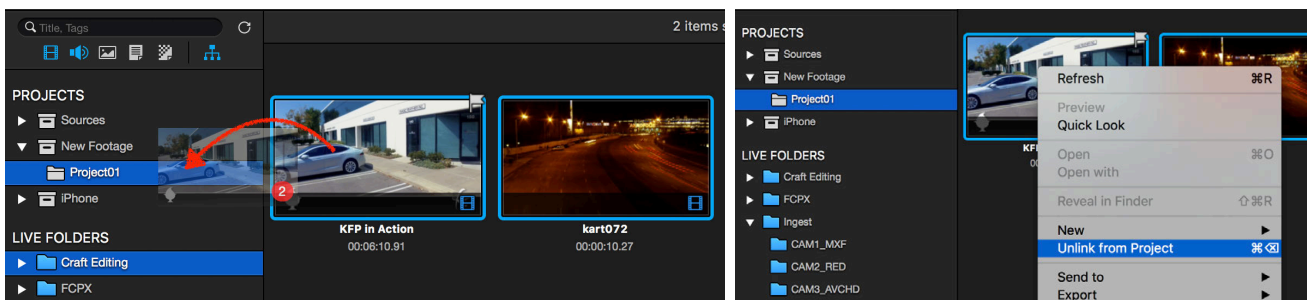 Title, Tags
2 items
PROJECTS
Sources
New Footage
Project01
iPhone
LIVE FOLDERS
Craft Editing
FCPX
2
KFP in Action
00:06:10.91
kart072
00:00:10.27
PROJECTS
Sources
New Footage
Project01
iPhone
LIVE FOLDERS
Craft Editing
FCPX
Ingest
CAM1_MXF
CAM2_RED
CAM3_AVCHD
Refresh ⌘R
Preview
Quick Look
Open ⌘O
Open with
Reveal in Finder ⇧⌘R
New
Unlink from Project ⌘⌫
Send to
Export